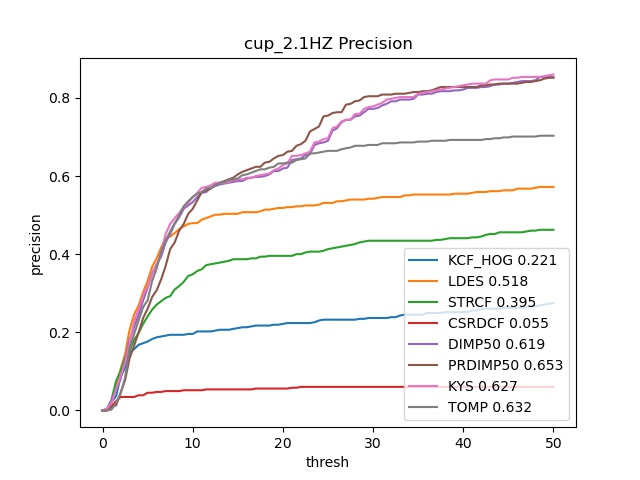 cup_2.1HZ Precision
precision
0.8
0.6
0.4
0.2
0.0
KCF_HOG 0.221
LDES 0.518
STRCF 0.395
CSRDCF 0.055
DIMP50 0.619
PRDIMP50 0.653
KYS 0.627
TOMP 0.632
0 10 20 30 40 50
thresh